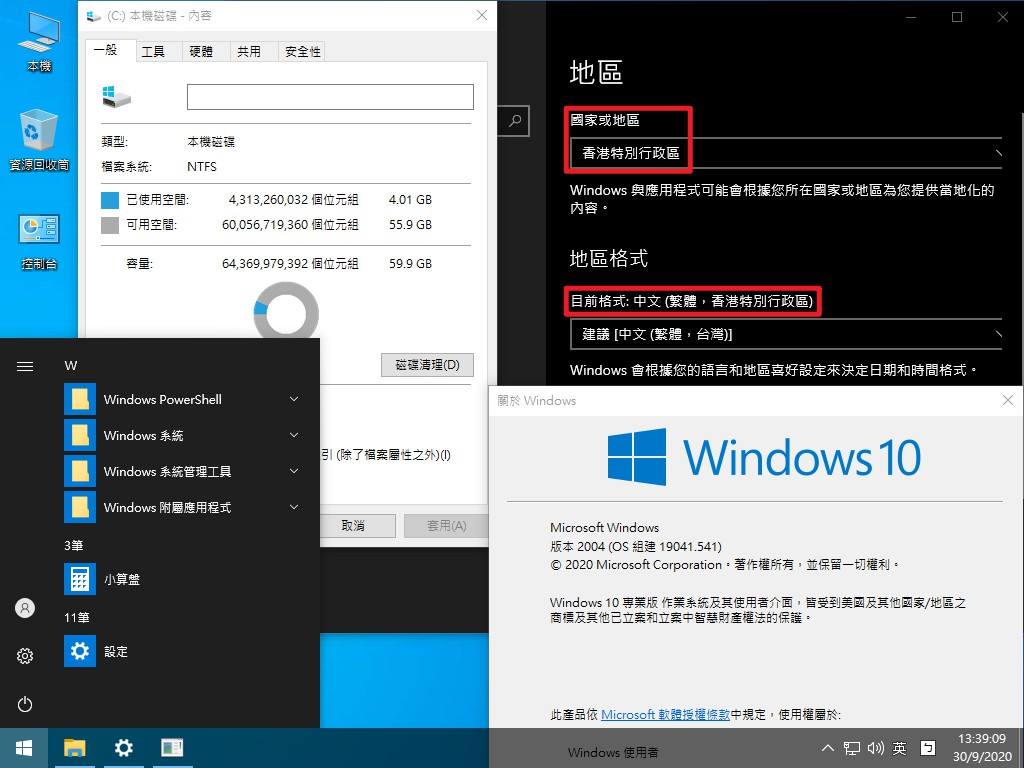 本機
資源回收筒
控制台
(C:) 本機磁碟 - 內容
一般
工具
硬體
共用
安全性
類型:
本機磁碟
檔案系統:
NTFS
已使用空間:
4,313,260,032 個位元組
4.01 GB
可用空間:
60,056,719,360 個位元組
55.9 GB
容量:
64,369,979,392 個位元組
59.9 GB
磁碟清理(D)
引 (除了檔案屬性之外)(I)
取消
套用(A)
W
Windows PowerShell
Windows 系統
Windows 系統管理工具
Windows 附屬應用程式
3筆
小算盤
11筆
設定
地區
國家或地區
香港特別行政區
Windows 與應用程式可能會根據您所在國家或地區為您提供當地化的
內容。
地區格式
目前格式: 中文 (繁體，香港特別行政區)
建議 [中文 (繁體，台灣)]
Windows 會根據您的語言和地區喜好設定來決定日期和時間格式。
關於 Windows
Windows 10
Microsoft Windows
版本 2004 (OS 組建 19041.541)
© 2020 Microsoft Corporation。著作權所有，並保留一切權利。
Windows 10 專業版 作業系統及其使用者介面，皆受到美國及其他國家/地區之
商標及其他已立案和立案中智慧財產權法的保護。
此產品依 Microsoft 軟體授權條款中規定，使用權屬於:
Windows 使用者
英
ㄅ
13:39:09
30/9/2020